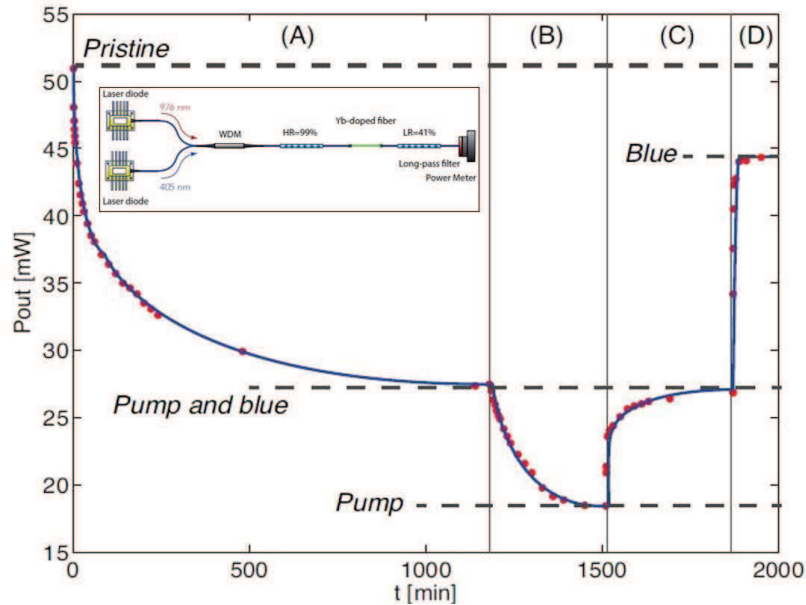 55
50
45
40
35
30
25
20
15
0
500
1000
1500
2000
Pout [mW]
t [min]
(A)
(B)
(C)
(D)
Pristine
Laser diode
976 nm
WDM
HR=99%
Yb-doped fiber
LR=41%
405 nm
Long-pass filter
Power Meter
Laser diode
Blue
Pump and blue
Pump